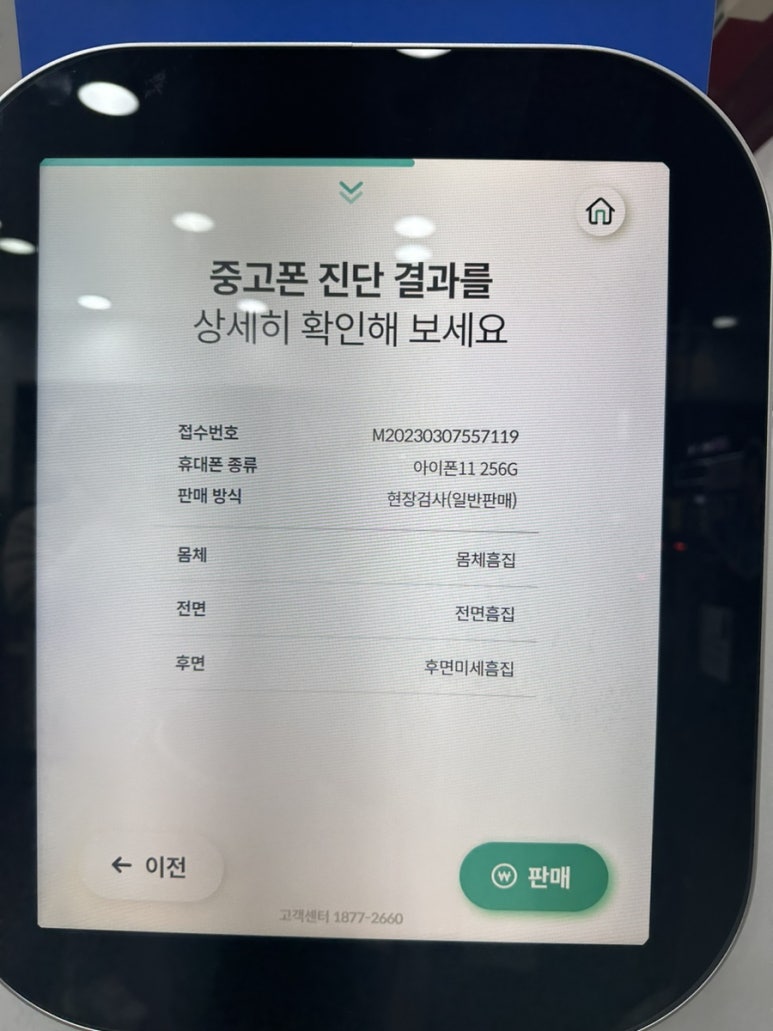 중고폰 진단 결과를
상세히 확인해 보세요
접수번호 M20230307557119
휴대폰 종류 아이폰11 256G
판매 방식 현장검사(일반판매)
몸체 몸체흠집
전면 전면흠집
후면 후면미세흠집
← 이전
₩ 판매
고객센터 1877-2660